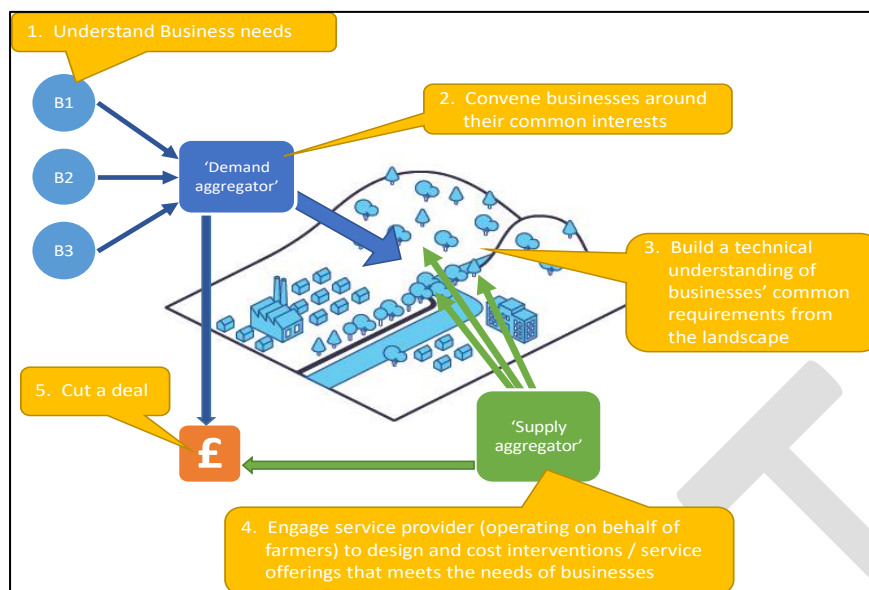 1. Understand Business needs
B1
2. Convene businesses around
their common interests
'Demand
aggregator'
B2
B3
3. Build a technical
understanding of
businesses' common
requirements from
the landscape
5. Cut a deal
£
'Supply
aggregator'
4. Engage service provider (operating on behalf of
farmers) to design and cost interventions / service
offerings that meets the needs of businesses